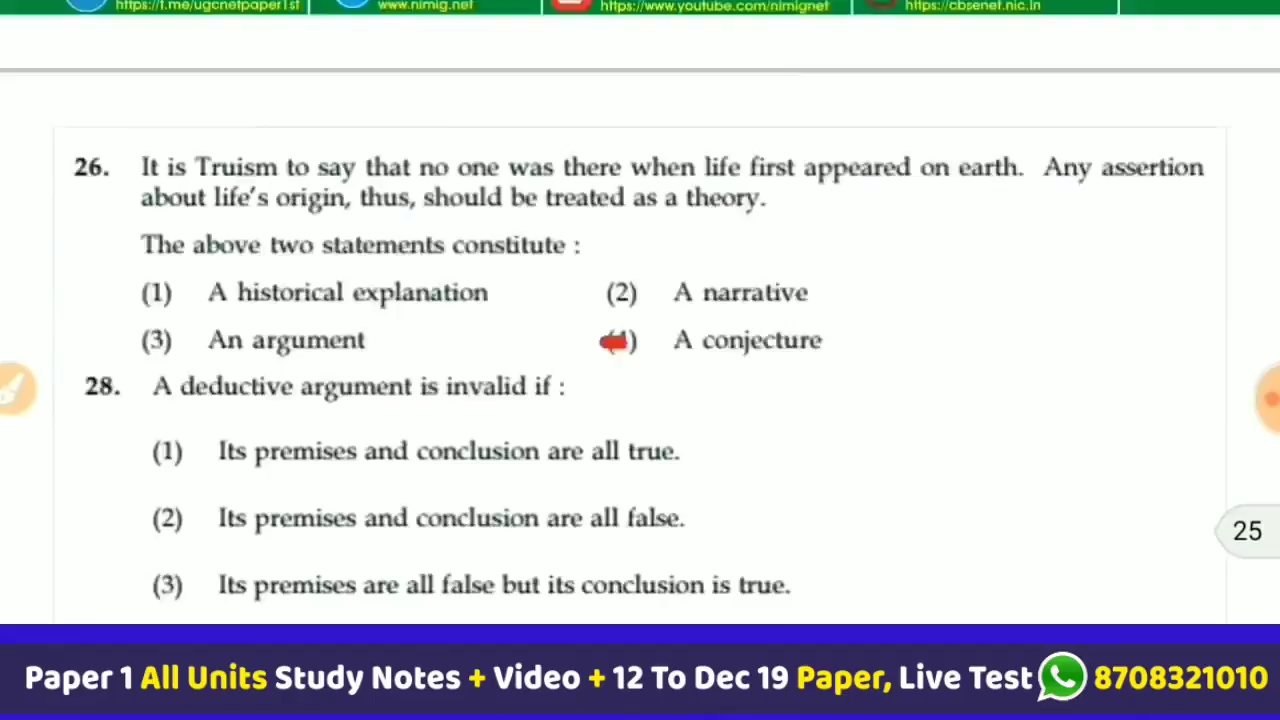 https://t.me/ugcnetpaper1st www.nimig.net https://www.youtube.com/nimignet https://cbsenet.nic.in
26. It is Truism to say that no one was there when life first appeared on earth. Any assertion
about life's origin, thus, should be treated as a theory.
The above two statements constitute :
(1) A historical explanation (2) A narrative
(3) An argument (4) A conjecture
28. A deductive argument is invalid if :
(1) Its premises and conclusion are all true.
(2) Its premises and conclusion are all false.
25
(3) Its premises are all false but its conclusion is true.
Paper 1 All Units Study Notes + Video + 12 To Dec 19 Paper, Live Test 8708321010